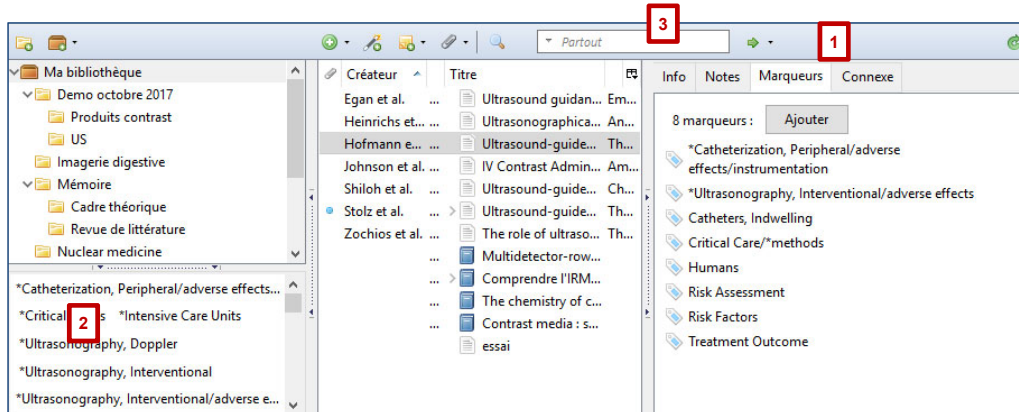 3
Partout
1
Ma bibliothèque
Demo octobre 2017
Produits contrast
US
Imagerie digestive
Mémoire
Cadre théorique
Revue de littérature
Nuclear medicine
*Catheterization, Peripheral/adverse effects...
*Critical
2
*Intensive Care Units
*Ultrasonography, Doppler
*Ultrasonography, Interventional
*Ultrasonography, Interventional/adverse e...
Créateur Titre
Egan et al. ... Ultrasound guidan... Em...
Heinrichs et... ... Ultrasonographica... An...
Hofmann e... ... Ultrasound-guide... Th...
Johnson et al. ... IV Contrast Admin... Am...
Shiloh et al. ... Ultrasound-guide... Ch...
Stolz et al. ... Ultrasound-guide... Th...
Zochios et al. ... The role of ultraso... Th...
... Multidetector-row...
... Comprendre l'IRM...
... The chemistry of c...
... Contrast media : s...
essai
Info Notes Marqueurs Connexe
8 marqueurs : Ajouter
*Catheterization, Peripheral/adverse
effects/instrumentation
*Ultrasonography, Interventional/adverse effects
Catheters, Indwelling
Critical Care/*methods
Humans
Risk Assessment
Risk Factors
Treatment Outcome